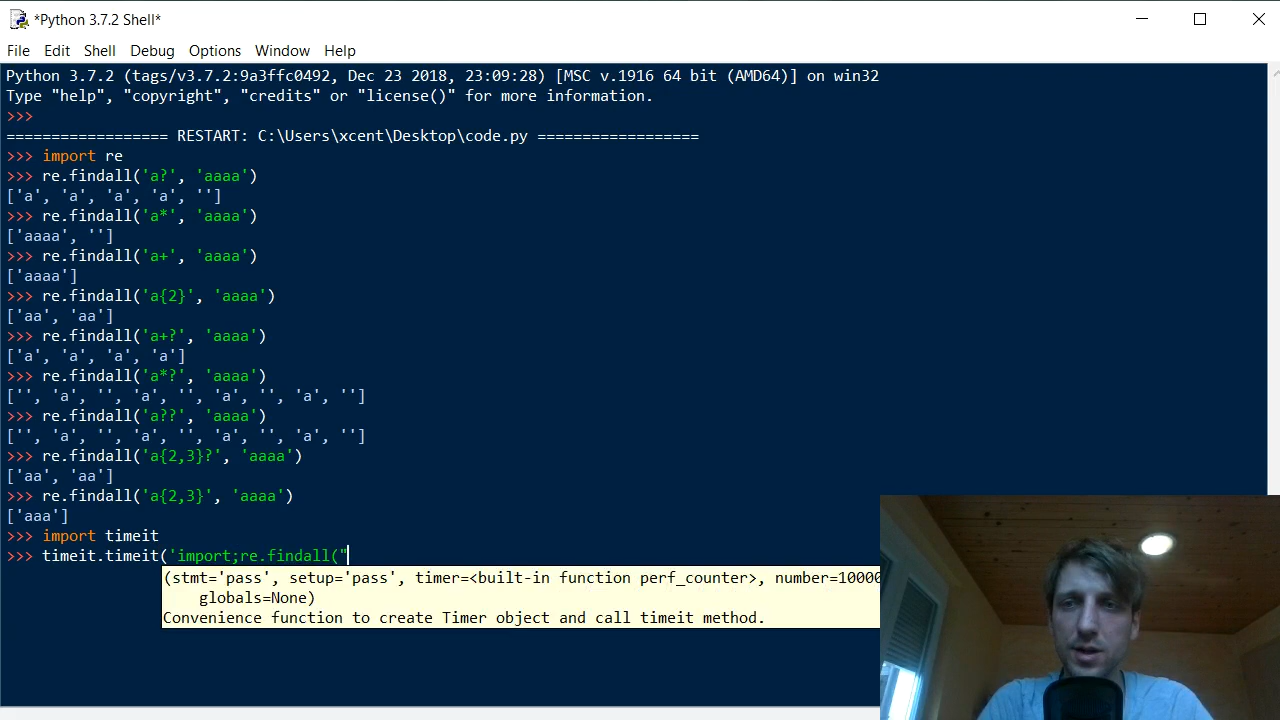 *Python 3.7.2 Shell*
File Edit Shell Debug Options Window Help
Python 3.7.2 (tags/v3.7.2:9a3ffc0492, Dec 23 2018, 23:09:28) [MSC v.1916 64 bit (AMD64)] on win32
Type "help", "copyright", "credits" or "license()" for more information.
>>>
================== RESTART: C:\Users\xcent\Desktop\code.py ==================
>>> import re
>>> re.findall('a?', 'aaaa')
['a', 'a', 'a', 'a', '']
>>> re.findall('a*', 'aaaa')
['aaaa', '']
>>> re.findall('a+', 'aaaa')
['aaaa']
>>> re.findall('a{2}', 'aaaa')
['aa', 'aa']
>>> re.findall('a+?', 'aaaa')
['a', 'a', 'a', 'a']
>>> re.findall('a*?', 'aaaa')
['', 'a', '', 'a', '', 'a', '', 'a', '']
>>> re.findall('a??', 'aaaa')
['', 'a', '', 'a', '', 'a', '', 'a', '']
>>> re.findall('a{2,3}?', 'aaaa')
['aa', 'aa']
>>> re.findall('a{2,3}', 'aaaa')
['aaa']
>>> import timeit
>>> timeit.timeit('import;re.findall("
(stmt='pass', setup='pass', timer=<built-in function perf_counter>, number=10000
globals=None)
Convenience function to create Timer object and call timeit method.